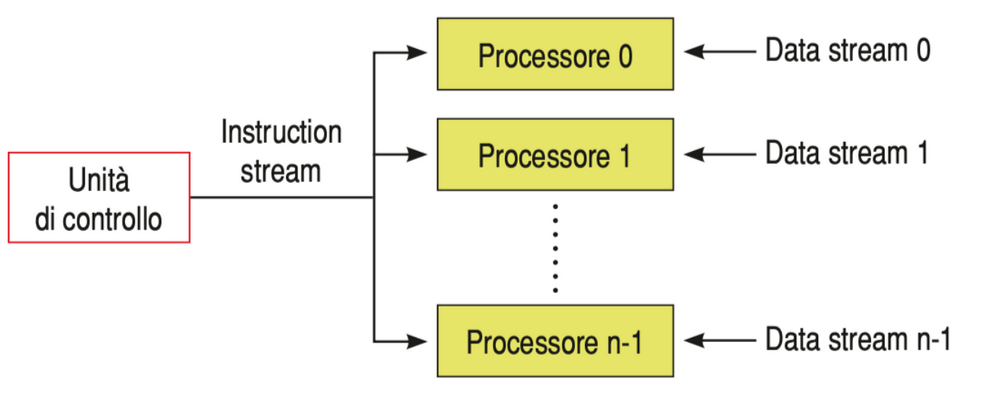 Processore 0
Data stream 0
Instruction
stream
Processore 1
Data stream 1
Unità
di controllo
Processore n-1
Data stream n-1